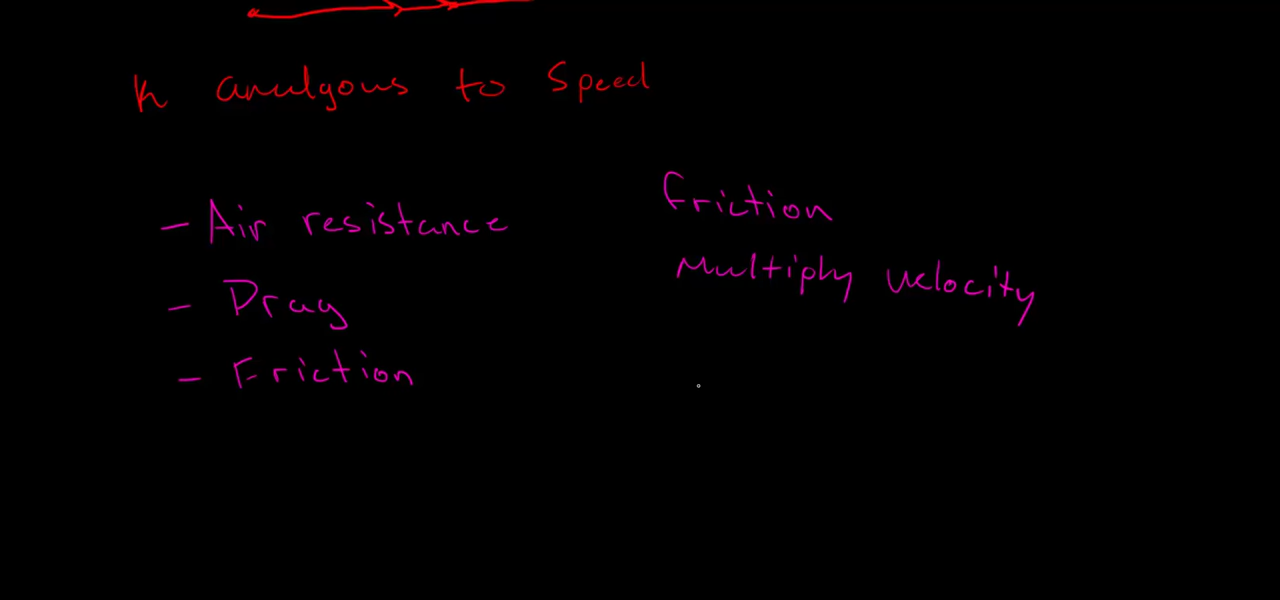 k analgous to Speed
- Air resistance
- Drag
- Friction
friction
Multiply velocity